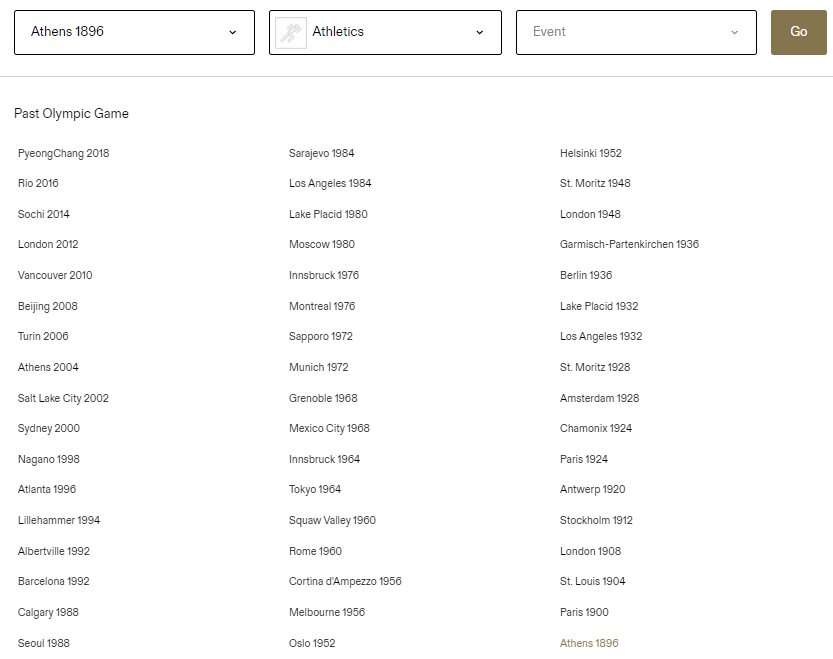 Athens 1896
Athletics
Event
Go
Past Olympic Game
PyeongChang 2018
Rio 2016
Sochi 2014
London 2012
Vancouver 2010
Beijing 2008
Turin 2006
Athens 2004
Salt Lake City 2002
Sydney 2000
Nagano 1998
Atlanta 1996
Lillehammer 1994
Albertville 1992
Barcelona 1992
Calgary 1988
Seoul 1988
Sarajevo 1984
Los Angeles 1984
Lake Placid 1980
Moscow 1980
Innsbruck 1976
Montreal 1976
Sapporo 1972
Munich 1972
Grenoble 1968
Mexico City 1968
Innsbruck 1964
Tokyo 1964
Squaw Valley 1960
Rome 1960
Cortina d'Ampezzo 1956
Melbourne 1956
Oslo 1952
Helsinki 1952
St. Moritz 1948
London 1948
Garmisch-Partenkirchen 1936
Berlin 1936
Lake Placid 1932
Los Angeles 1932
St. Moritz 1928
Amsterdam 1928
Chamonix 1924
Paris 1924
Antwerp 1920
Stockholm 1912
London 1908
St. Louis 1904
Paris 1900
Athens 1896